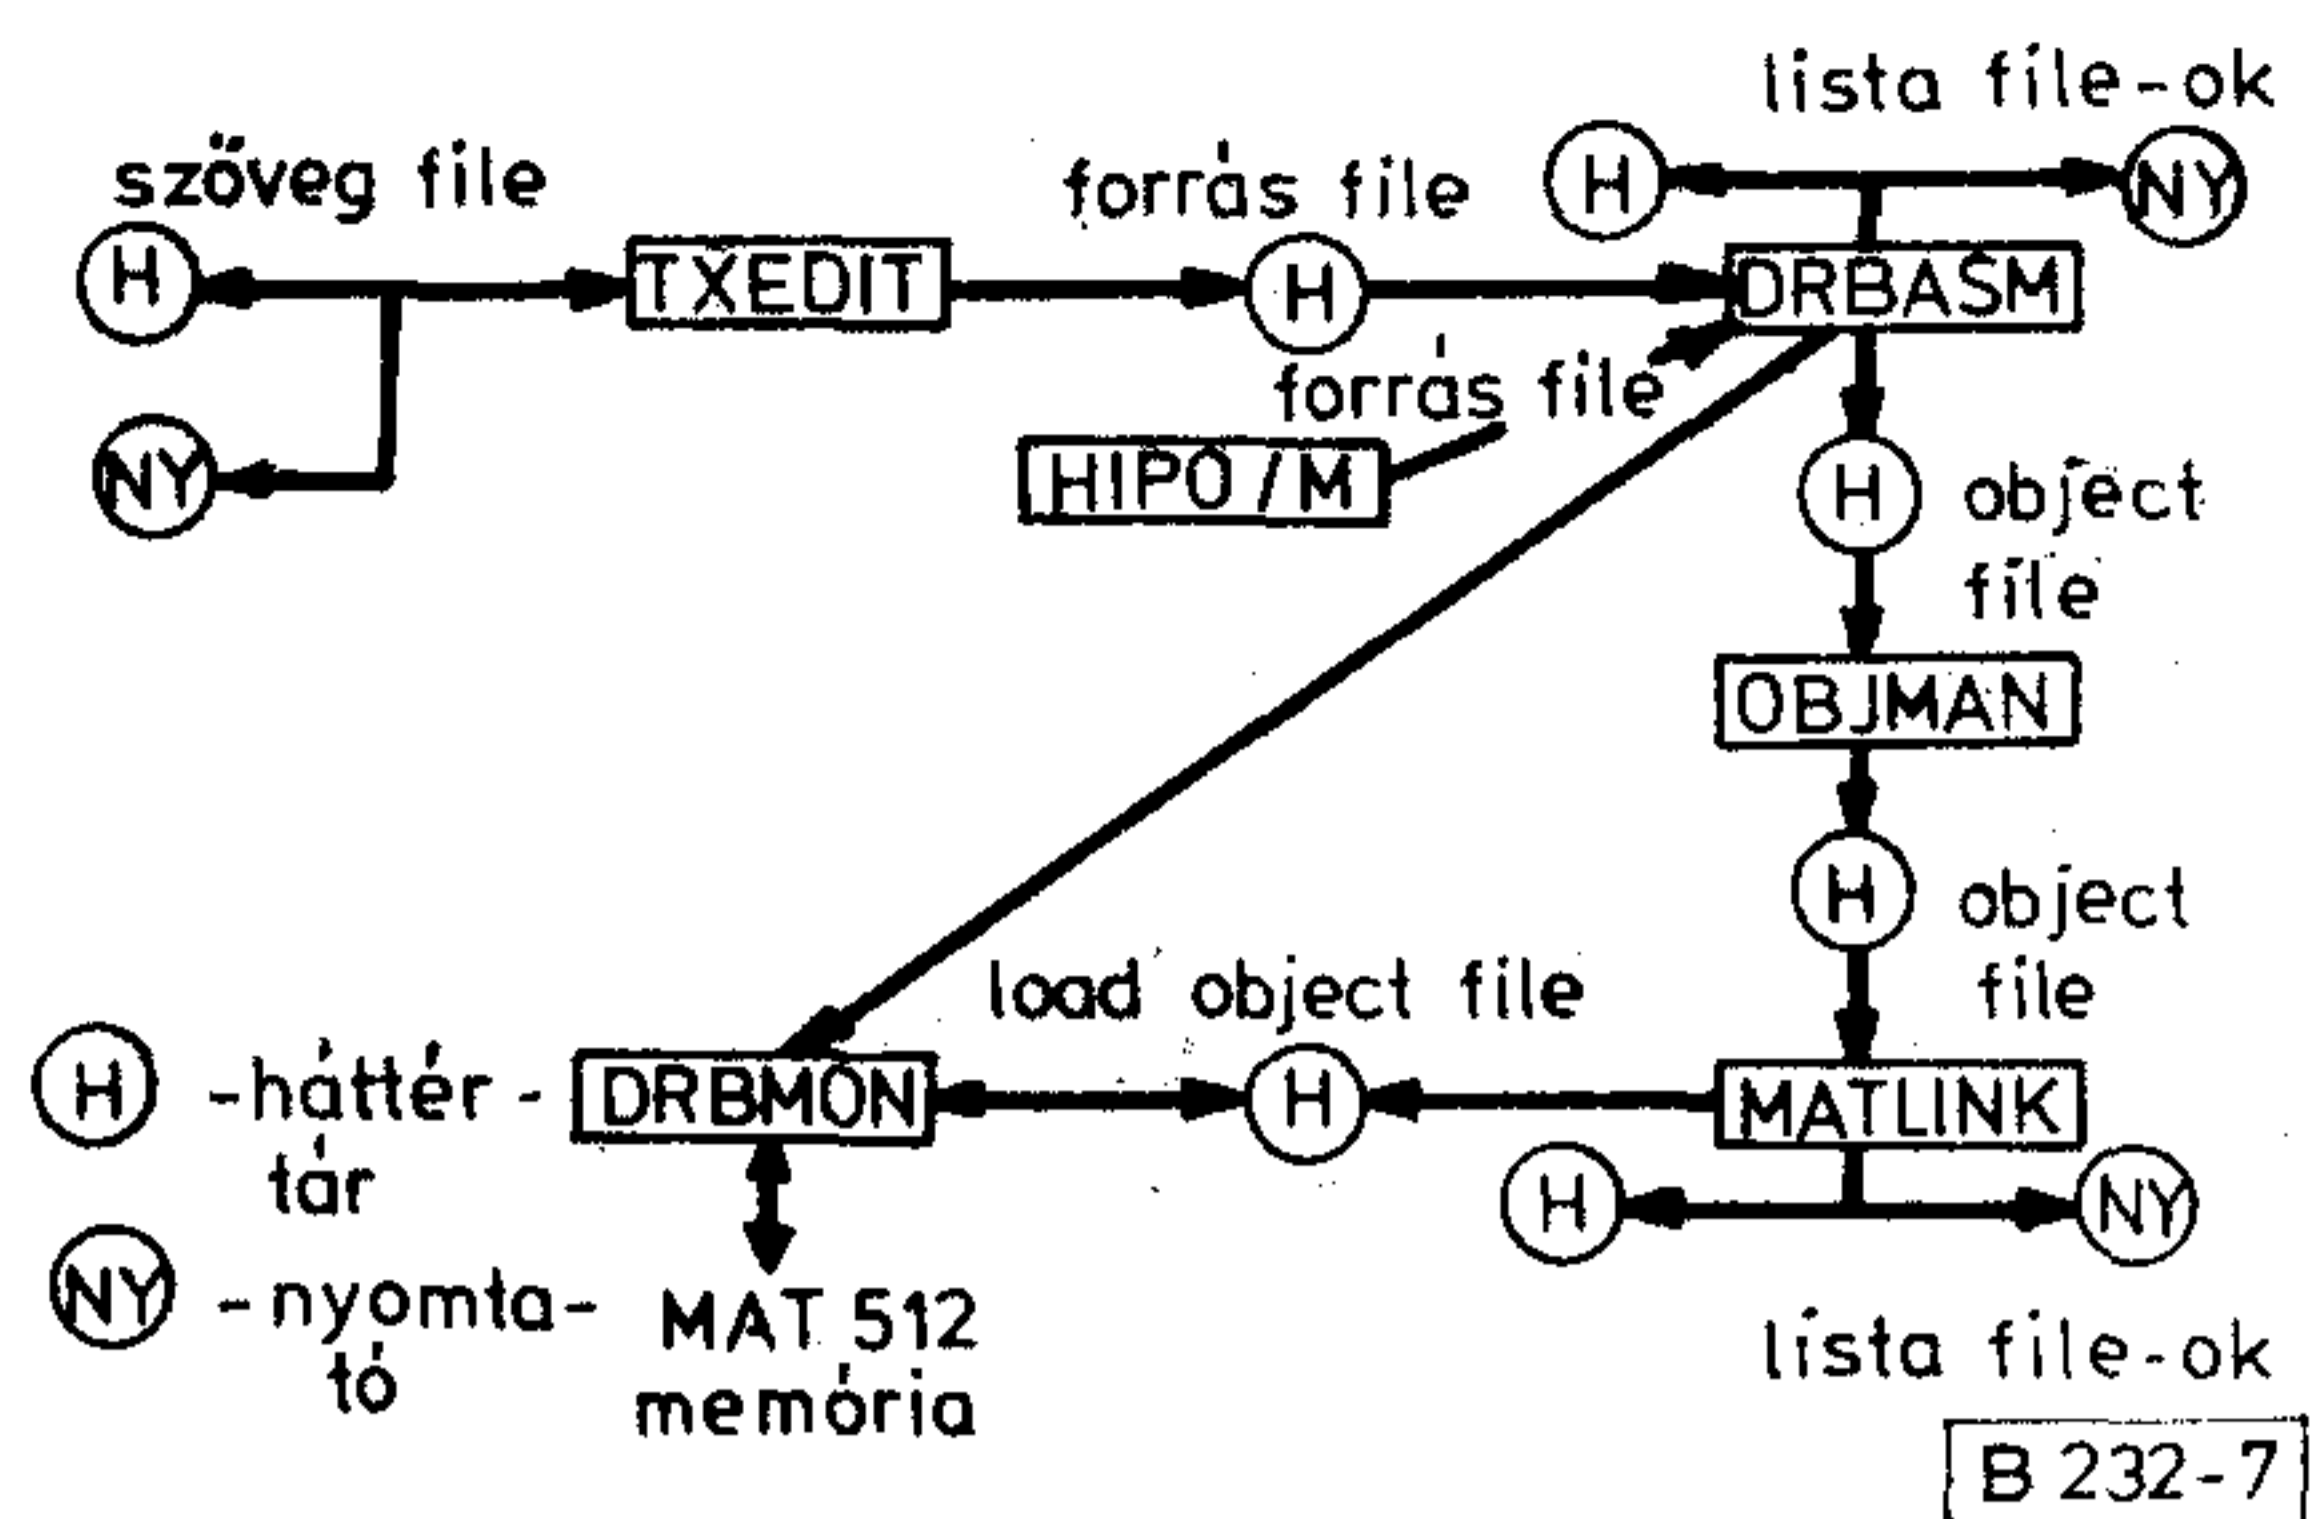 lista file-ok
szöveg file
forrás file
H
NY
H
TXEDIT
H
DRBASM
forrás file
NY
HIPO/M
H
object
file
OBJMAN
H
object
file
load object file
H
-háttér-
tár
DRBMON
H
MATLINK
H
NY
NY
-nyomta-
tó
MAT 512
memória
lista file-ok
B 232-7